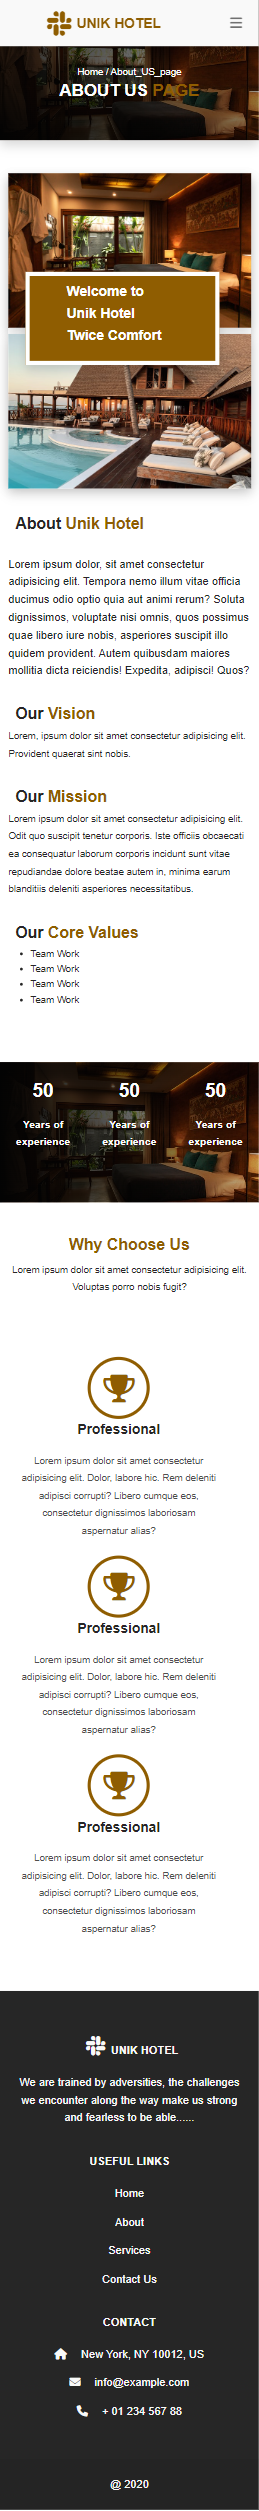 UNIK HOTEL
Home / About_US_page
ABOUT US PAGE
Welcome to
Unik Hotel
Twice Comfort
About Unik Hotel
Lorem ipsum dolor, sit amet consectetur
adipisicing elit. Tempora nemo illum vitae officia
ducimus odio optio quia aut animi rerum? Soluta
dignissimos, voluptate nisi omnis, quos possimus
quae libero iure nobis, asperiores suscipit illo
quidem provident. Autem quibusdam maiores
mollitia dicta reiciendis! Expedita, adipisci! Quos?
Our Vision
Lorem, ipsum dolor sit amet consectetur adipisicing elit.
Provident quaerat sint nobis.
Our Mission
Lorem ipsum dolor sit amet consectetur adipisicing elit.
Odit quo suscipit tenetur corporis. Iste officiis obcaecati
ea consequatur laborum corporis incidunt sunt vitae
repudiandae dolore beatae autem in, minima earum
blanditiis deleniti asperiores necessitatibus.
Our Core Values
• Team Work
• Team Work
• Team Work
• Team Work
50 50 50
Years of Years of Years of
experience experience experience
Why Choose Us
Lorem ipsum dolor sit amet consectetur adipisicing elit.
Voluptas porro nobis fugit?
Professional
Lorem ipsum dolor sit amet consectetur
adipisicing elit. Dolor, labore hic. Rem deleniti
adipisci corrupti? Libero cumque eos,
consectetur dignissimos laboriosam
aspernatur alias?
Professional
Lorem ipsum dolor sit amet consectetur
adipisicing elit. Dolor, labore hic. Rem deleniti
adipisci corrupti? Libero cumque eos,
consectetur dignissimos laboriosam
aspernatur alias?
Professional
Lorem ipsum dolor sit amet consectetur
adipisicing elit. Dolor, labore hic. Rem deleniti
adipisci corrupti? Libero cumque eos,
consectetur dignissimos laboriosam
aspernatur alias?
UNIK HOTEL
We are trained by adversities, the challenges
we encounter along the way make us strong
and fearless to be able......
USEFUL LINKS
Home
About
Services
Contact Us
CONTACT
New York, NY 10012, US
info@example.com
+ 01 234 567 88
@ 2020